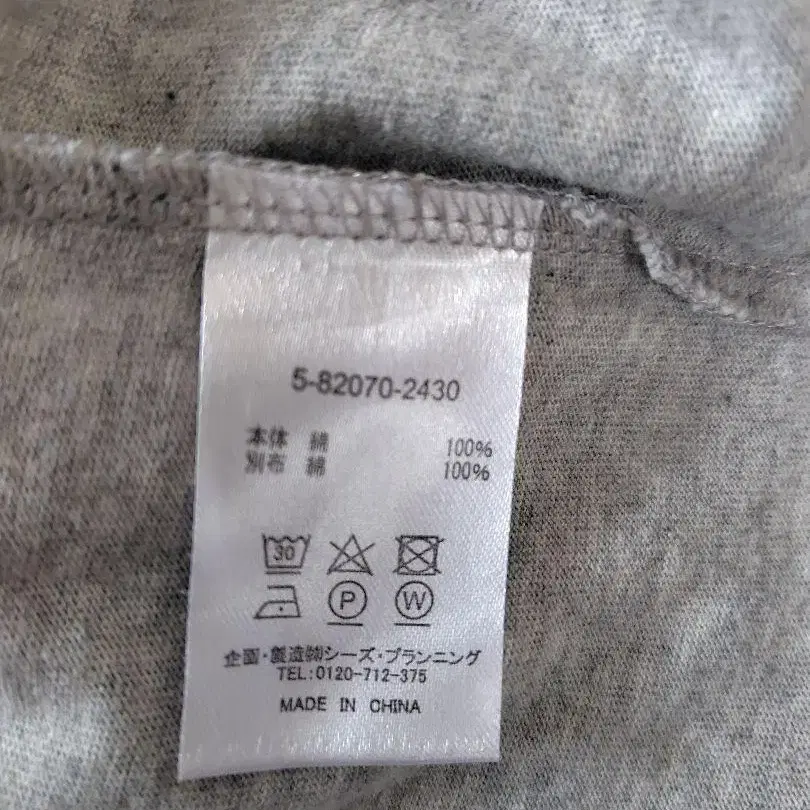 5-82070-2430
本体 綿 100%
別布 綿 100%
30
P W
企画・製造㈱シーズ・プランニング
TEL:0120-712-375
MADE IN CHINA